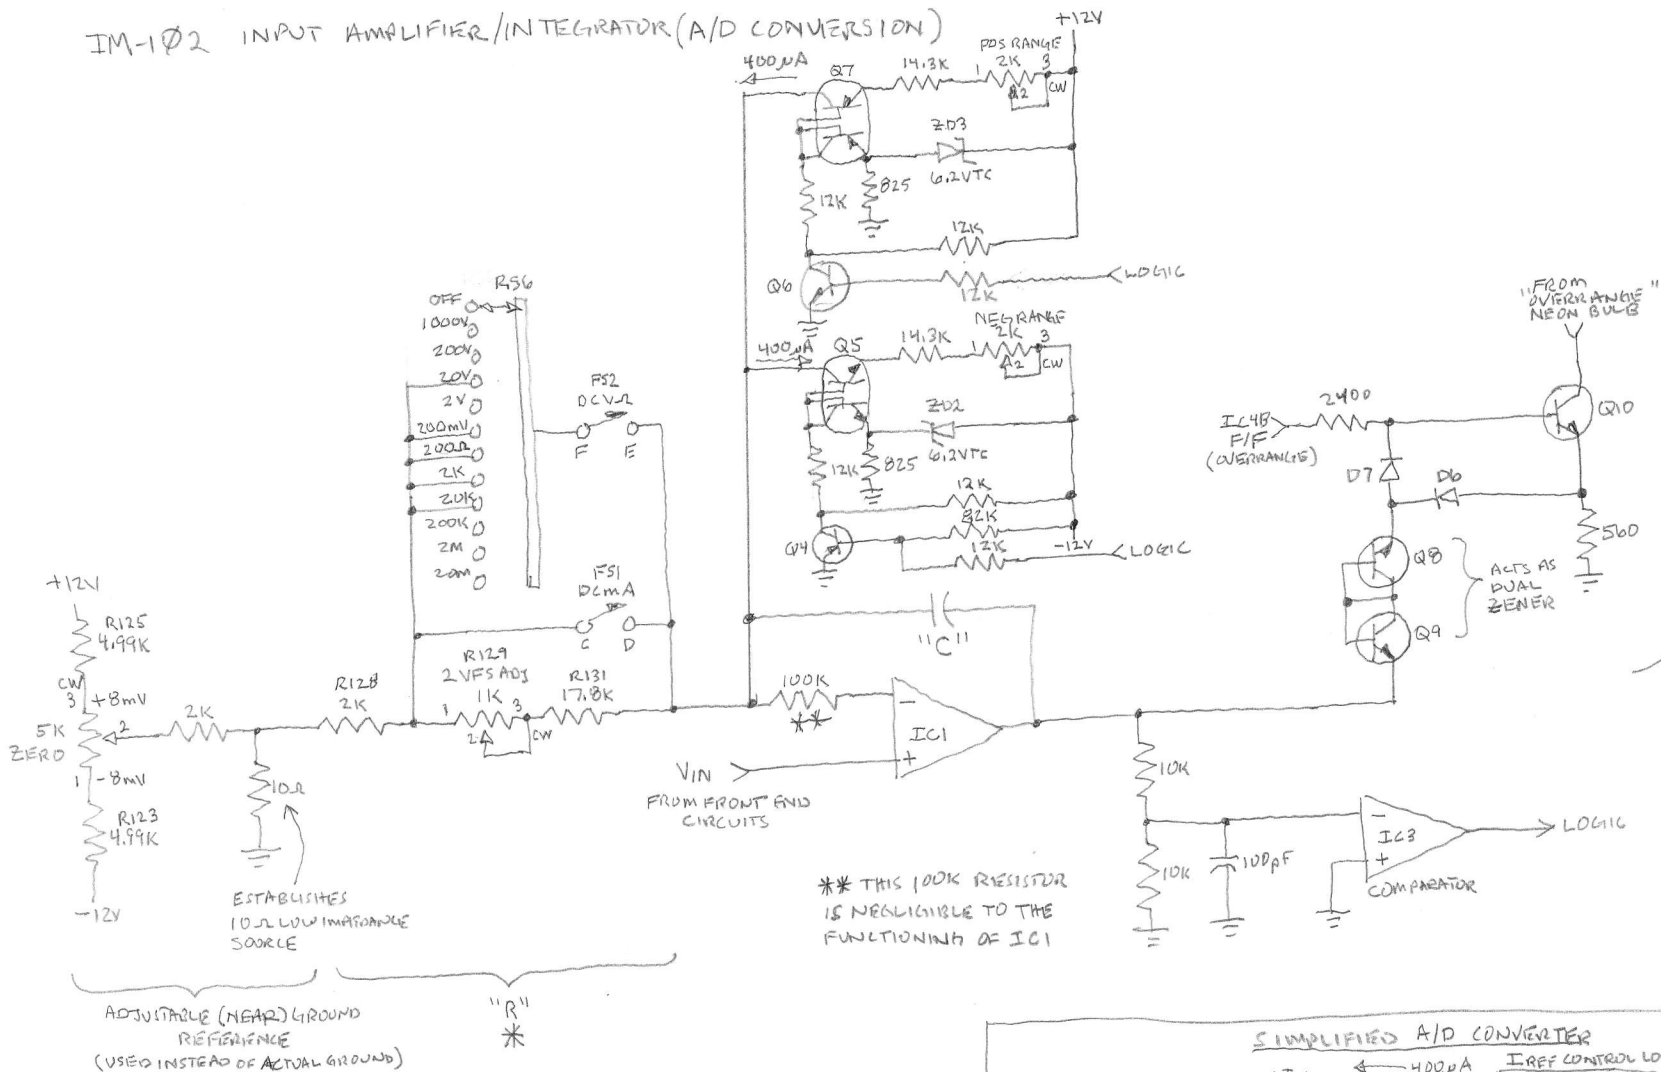 IM-1Ø2 INPUT AMPLIFIER/INTEGRATOR (A/D CONVERSION)
+12V
400µA
Q7
14.3K
POS RANGE
2K
1
3
2
CW
ZD3
6.2VTC
825
12K
12K
Q6
12K
LOGIC
NEG RANGE
2K
400µA
Q5
14.3K
1
3
2
CW
ZD2
6.2VTC
12K
825
12K
82K
12K
Q4
-12V
LOGIC
RS6
OFF
1000V
200V
20V
2V
200mV
200Ω
2K
20K
200K
2M
20M
FS2
DCV-Ω
F
E
FS1
DCmA
C
D
"FROM
OVERRANGE"
NEON BULB
2400
Q10
IC4B
F/F
(OVERRANGE)
D7
D6
560
Q8
Q9
ACTS AS
DUAL
ZENER
+12V
R125
4.99K
CW
3
+8mV
5K
ZERO
2
1
-8mV
R123
4.99K
-12V
2K
10Ω
R128
2K
R129
2VFS ADJ
1K
1
3
2
CW
R131
17.8K
"C"
100K
**
IC1
-
+
VIN
FROM FRONT END
CIRCUITS
10K
10K
100pF
-
+
IC3
COMPARATOR
LOGIC
ESTABLISHES
10Ω LOW IMPEDANCE
SOURCE
** THIS 100K RESISTOR
IS NEGLIGIBLE TO THE
FUNCTIONING OF IC1
ADJUSTABLE (NEAR) GROUND
REFERENCE
(USED INSTEAD OF ACTUAL GROUND)
"R"
*
SIMPLIFIED A/D CONVERTER
400µA
IREF CONTROL LO